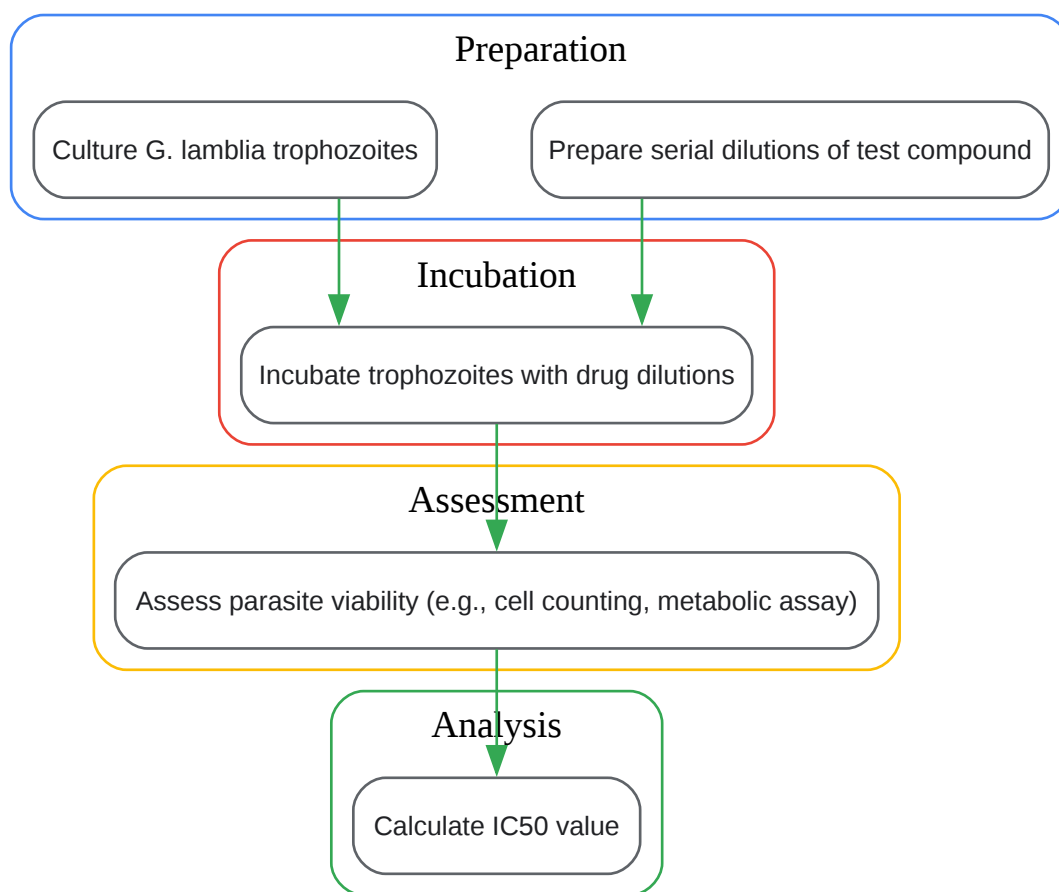 Preparation
Culture G. lamblia trophozoites
Prepare serial dilutions of test compound
Incubation
Incubate trophozoites with drug dilutions
Assessment
Assess parasite viability (e.g., cell counting, metabolic assay)
Analysis
Calculate IC50 value